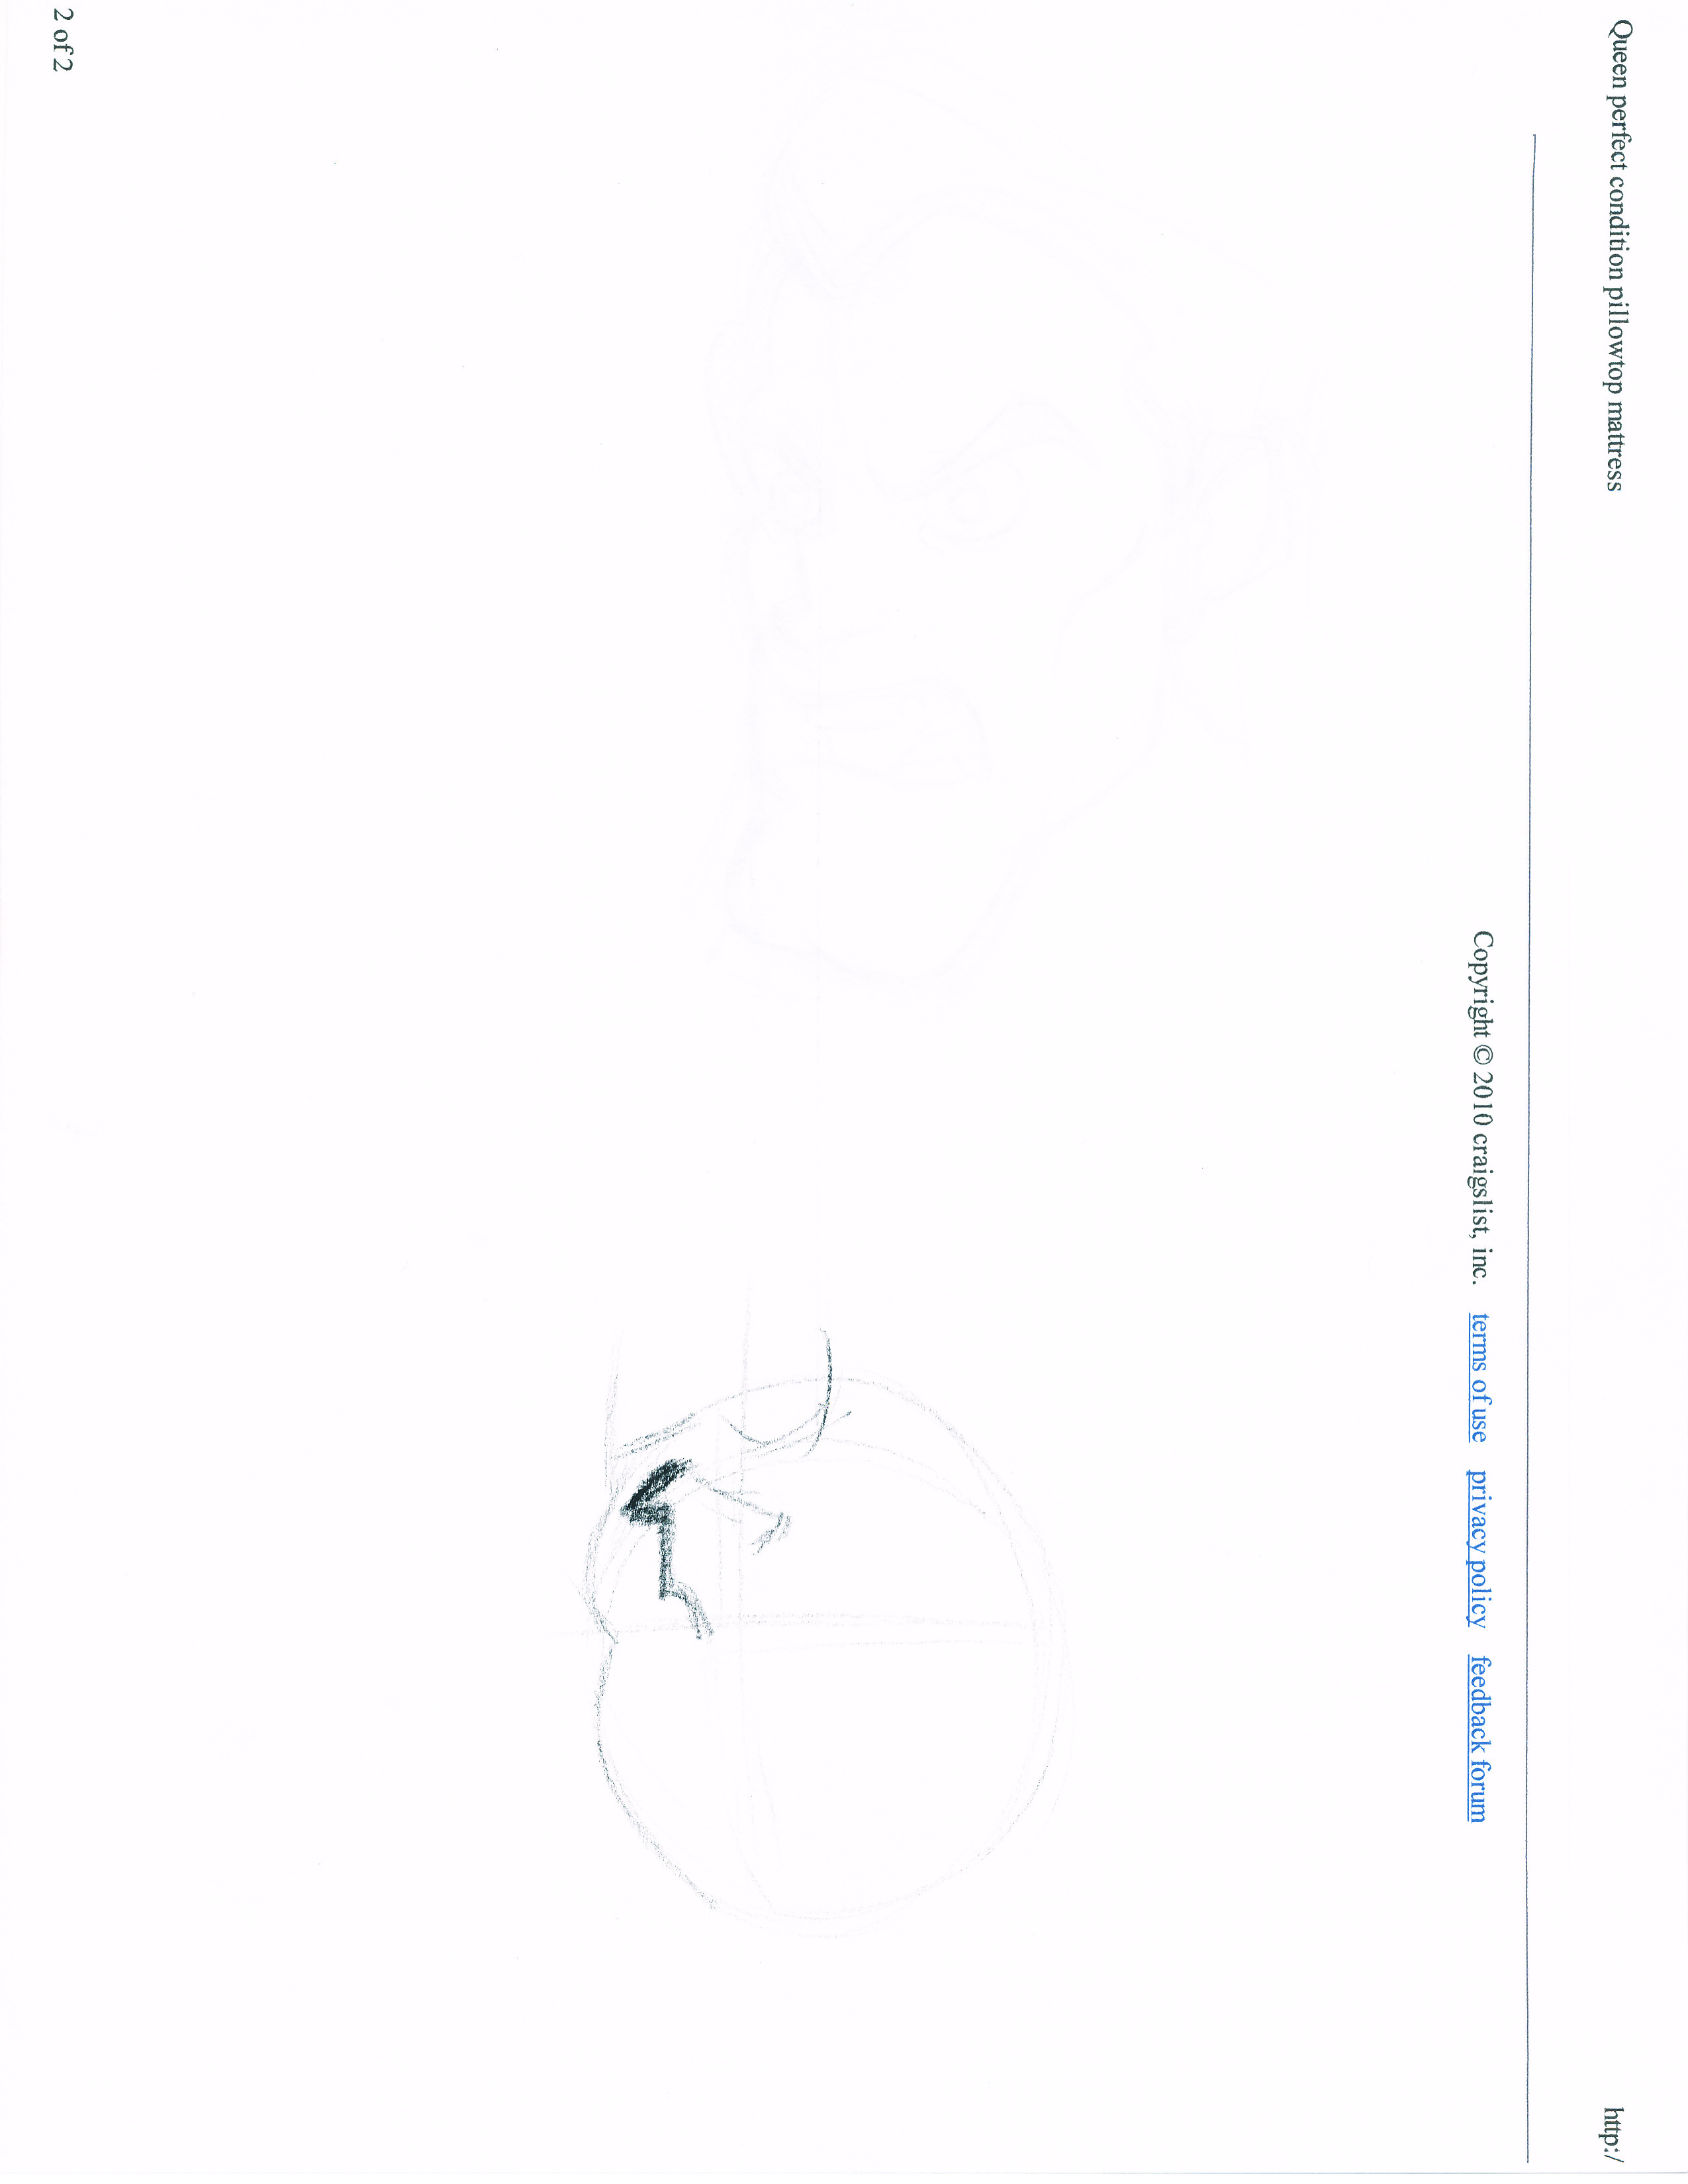 Queen perfect condition pillowtop mattress http:/
Copyright © 2010 craigslist, inc. terms of use privacy policy feedback forum
2 of 2